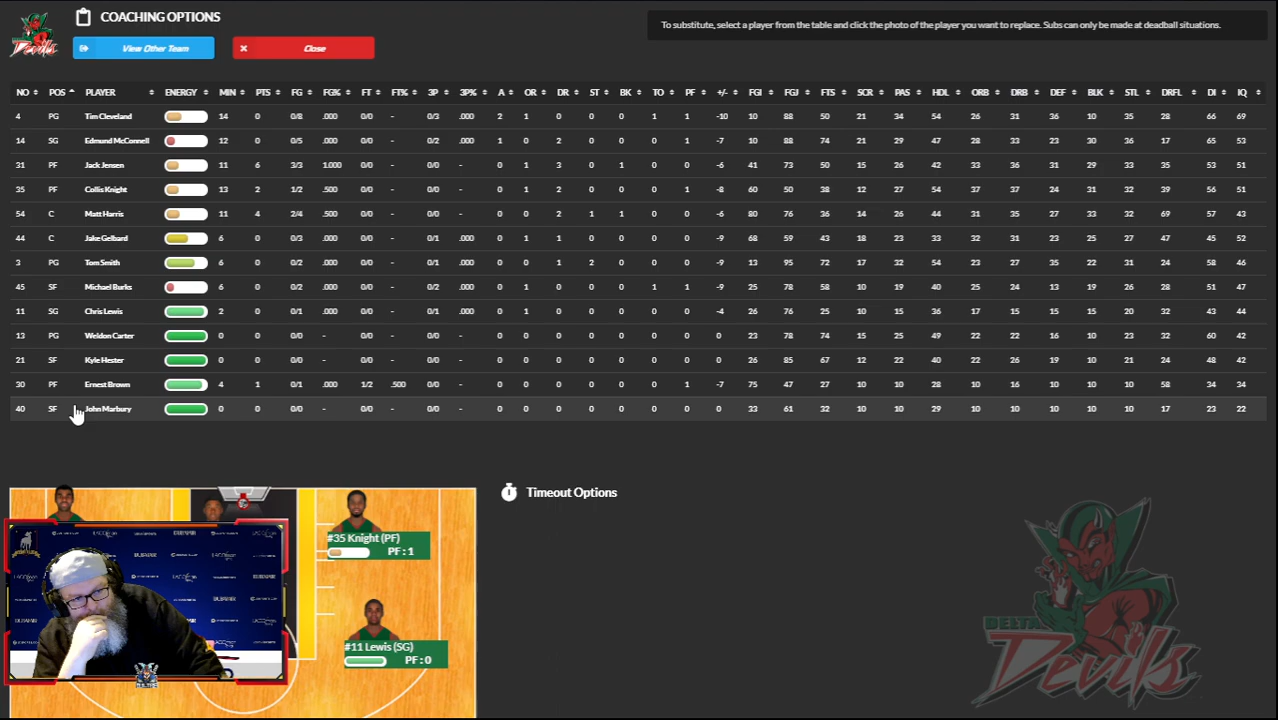 DELTA
Devils
COACHING OPTIONS
View Other Team
Close
To substitute, select a player from the table and click the photo of the player you want to replace. Subs can only be made at deadball situations.
NO POS PLAYER ENERGY MIN PTS FG FG% FT FT% 3P 3P% A OR DR ST BK TO PF +/- FGI FGJ FTS SCR PAS HDL ORB DRB DEF BLK STL DRFL DI IQ
4 PG Tim Cleveland 14 0 0/8 .000 0/0 - 0/3 .000 2 1 0 0 0 1 1 -10 10 88 50 21 34 54 26 31 36 10 35 28 66 69
14 SG Edmund McConnell 12 0 0/5 .000 0/0 - 0/2 .000 1 0 2 0 0 0 1 -7 10 88 74 21 29 47 28 33 23 30 36 17 65 53
31 PF Jack Jensen 11 6 3/3 1.000 0/0 - 0/0 - 0 1 3 0 1 0 0 -6 41 73 50 15 26 42 33 36 31 29 33 35 53 51
35 PF Collis Knight 13 2 1/2 .500 0/0 - 0/0 - 0 1 2 0 0 0 1 -8 60 50 38 12 27 54 37 37 24 31 32 39 56 51
54 C Matt Harris 11 4 2/4 .500 0/0 - 0/0 - 0 0 2 1 1 0 0 -6 80 76 36 14 26 44 31 35 27 33 32 69 57 43
44 C Jake Gelbard 6 0 0/3 .000 0/0 - 0/1 .000 0 1 1 0 0 0 0 -9 68 59 43 18 23 33 32 31 23 25 27 47 45 52
3 PG Tom Smith 6 0 0/2 .000 0/0 - 0/1 .000 0 0 1 2 0 0 0 -9 13 95 72 17 32 54 23 27 35 22 31 24 58 46
45 SF Michael Burks 6 0 0/2 .000 0/0 - 0/2 .000 0 1 0 0 0 1 1 -9 25 78 58 10 19 40 25 24 13 19 26 28 51 47
11 SG Chris Lewis 2 0 0/1 .000 0/0 - 0/1 .000 0 1 0 0 0 0 0 -4 26 76 25 10 15 36 17 15 15 10 20 32 43 44
13 PG Weldon Carter 0 0 0/0 - 0/0 - 0/0 - 0 0 0 0 0 0 0 0 23 78 74 15 25 49 22 22 16 10 23 32 60 42
21 SF Kyle Hester 0 0 0/0 - 0/0 - 0/0 - 0 0 0 0 0 0 0 0 26 85 67 12 22 40 22 26 19 10 21 24 48 42
30 PF Ernest Brown 4 1 0/1 .000 1/2 .500 0/0 - 0 0 0 0 0 0 1 -7 75 47 27 10 10 28 10 16 10 10 10 58 34 34
40 SF John Marbury 0 0 0/0 - 0/0 - 0/0 - 0 0 0 0 0 0 0 0 33 61 32 10 10 29 10 10 10 10 10 17 23 22
Timeout Options
#35 Knight (PF)
PF:1
#11 Lewis (SG)
PF:0
DELTA
Devils